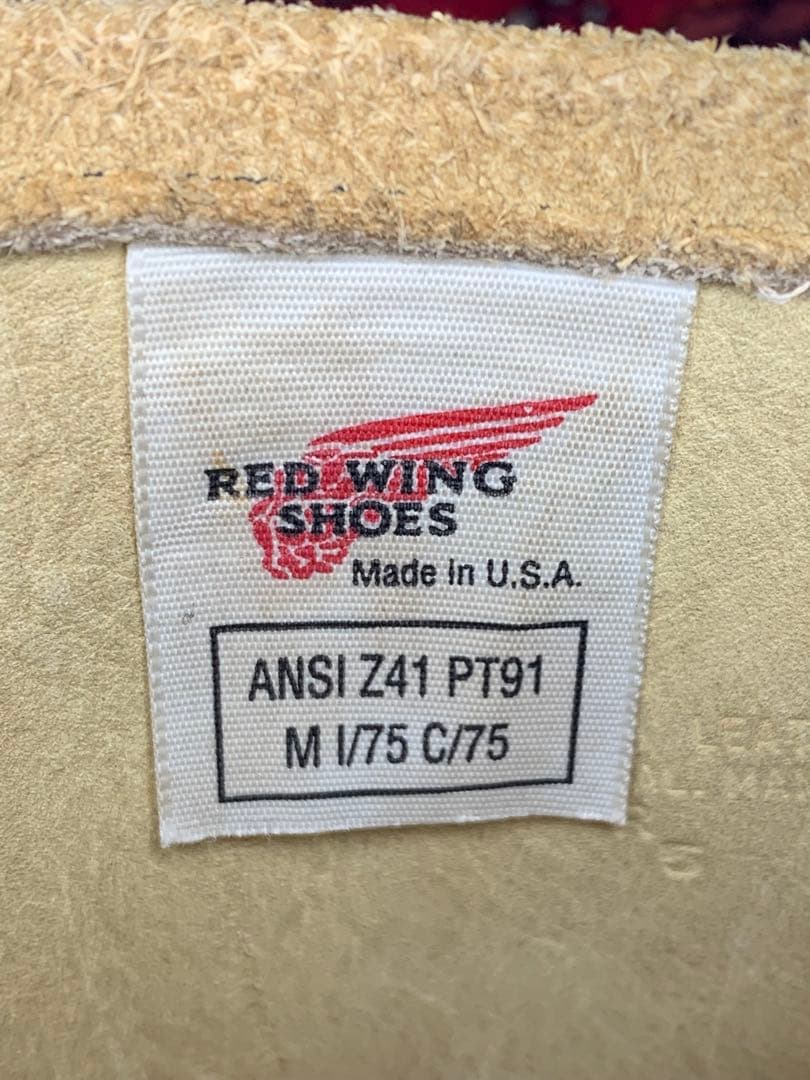 RED WING
SHOES
Made In U.S.A.
ANSI Z41 PT91
M I/75 C/75